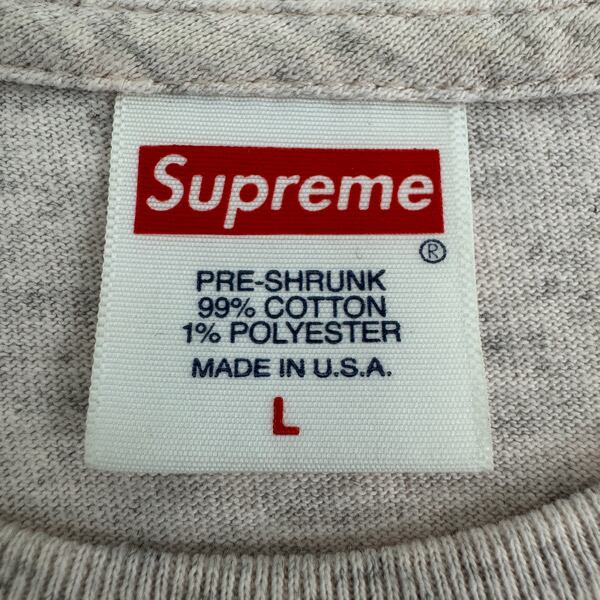 Supreme
®
PRE-SHRUNK
99% COTTON
1% POLYESTER
MADE IN U.S.A.
L